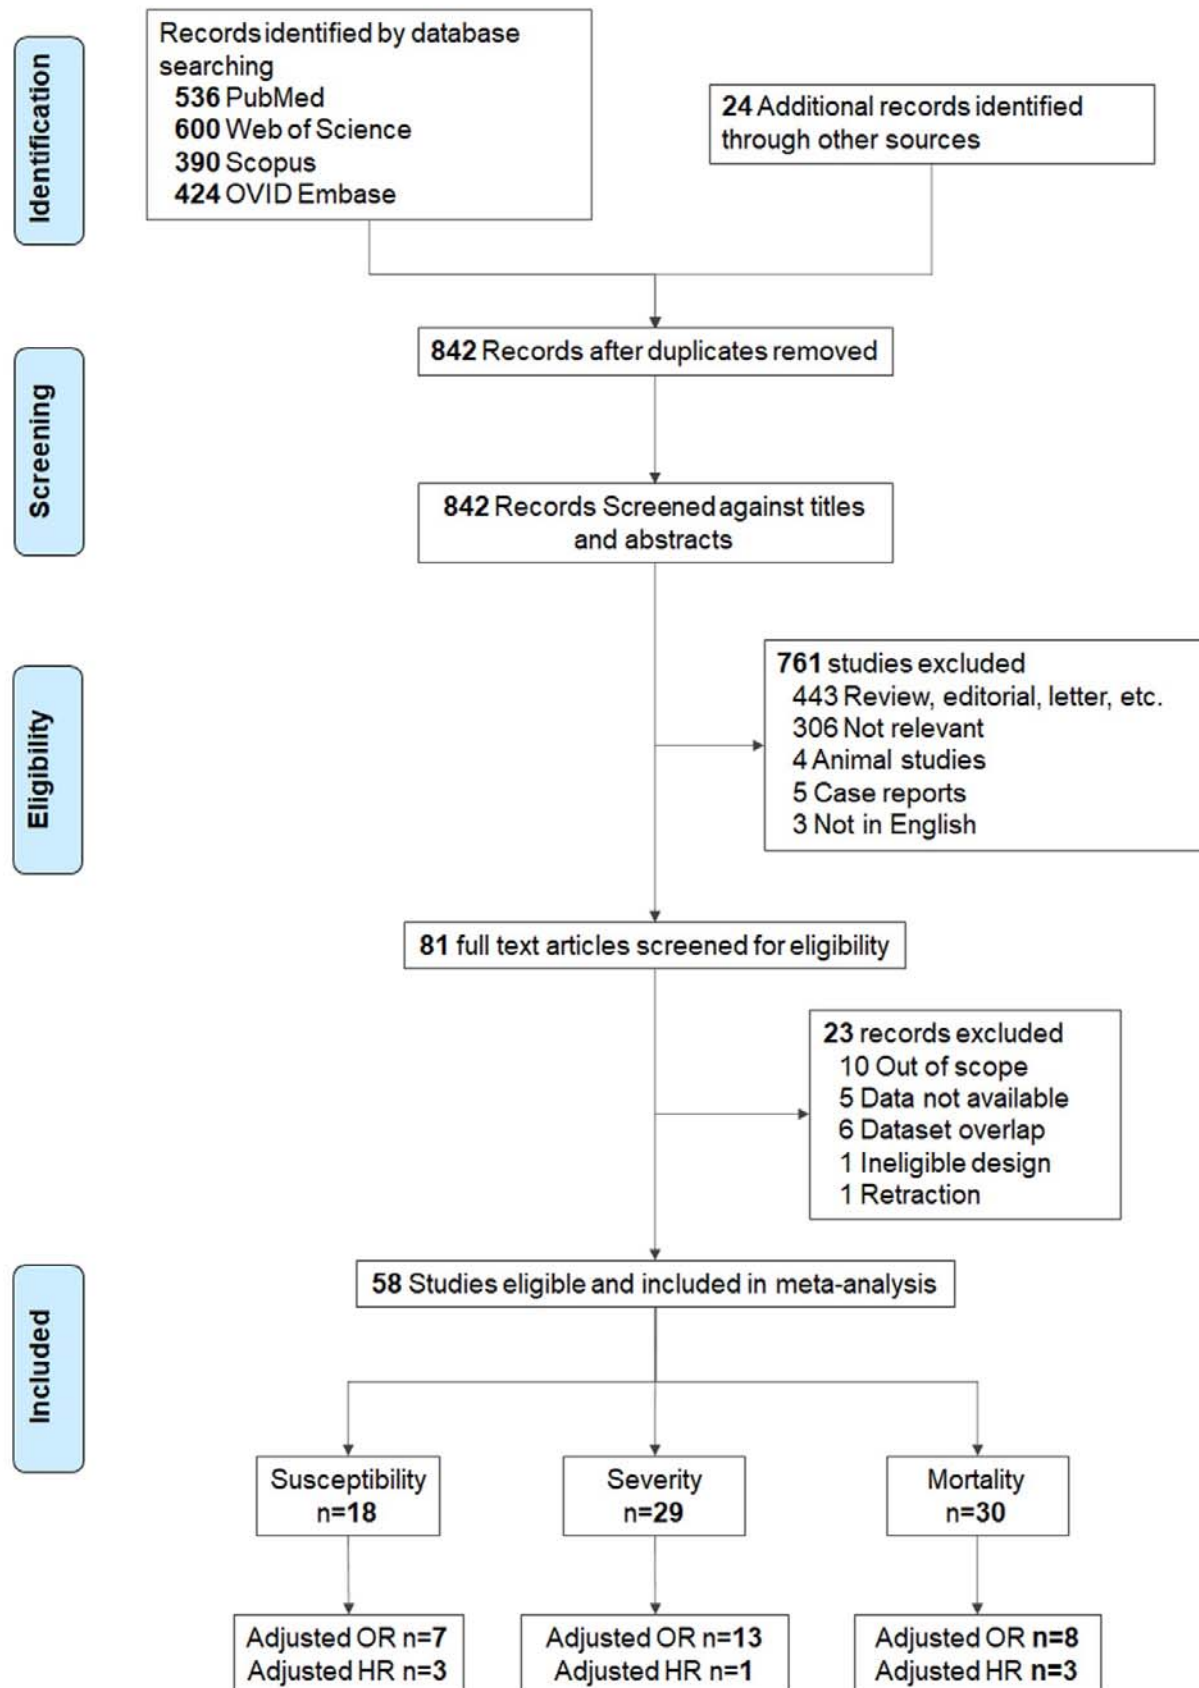 Identification
Records identified by database
searching
536 PubMed
600 Web of Science
390 Scopus
424 OVID Embase
24 Additional records identified
through other sources
Screening
842 Records after duplicates removed
842 Records Screened against titles
and abstracts
Eligibility
761 studies excluded
443 Review, editorial, letter, etc.
306 Not relevant
4 Animal studies
5 Case reports
3 Not in English
81 full text articles screened for eligibility
23 records excluded
10 Out of scope
5 Data not available
6 Dataset overlap
1 Ineligible design
1 Retraction
Included
58 Studies eligible and included in meta-analysis
Susceptibility
n=18
Severity
n=29
Mortality
n=30
Adjusted OR n=7
Adjusted HR n=3
Adjusted OR n=13
Adjusted HR n=1
Adjusted OR n=8
Adjusted HR n=3